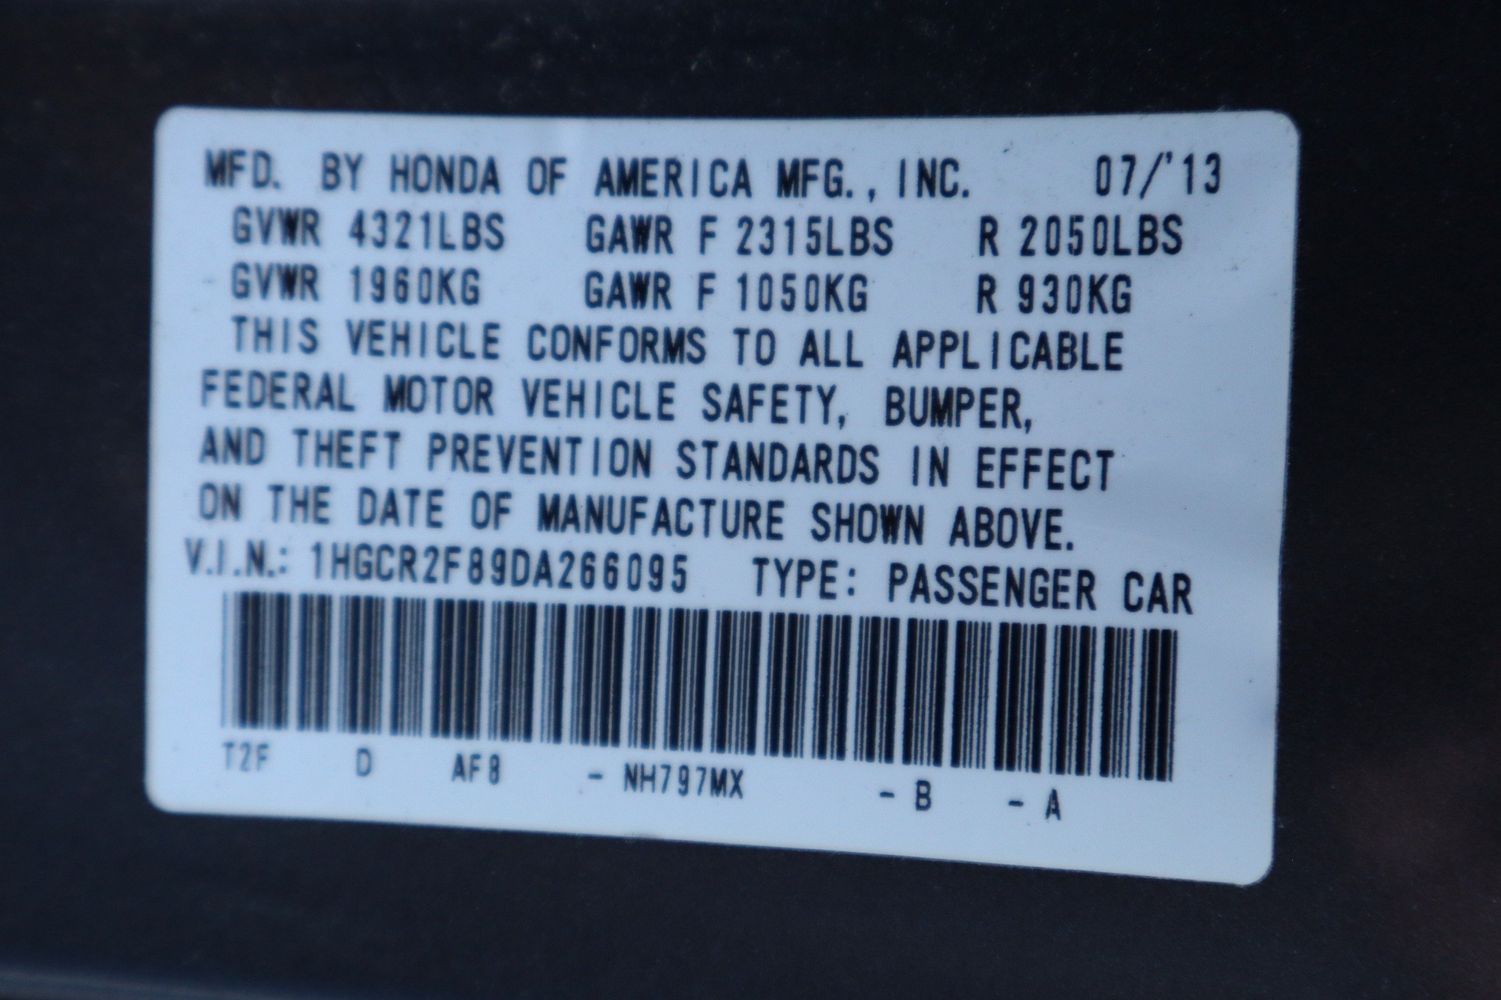 MFD. BY HONDA OF AMERICA MFG., INC. 07/'13
GVWR 4321LBS GAWR F 2315LBS R 2050LBS
GVWR 1960KG GAWR F 1050KG R 930KG
THIS VEHICLE CONFORMS TO ALL APPLICABLE
FEDERAL MOTOR VEHICLE SAFETY, BUMPER,
AND THEFT PREVENTION STANDARDS IN EFFECT
ON THE DATE OF MANUFACTURE SHOWN ABOVE.
V.I.N.: 1HGCR2F89DA266095 TYPE: PASSENGER CAR
T2F D AF8 - NH797MX - B - A